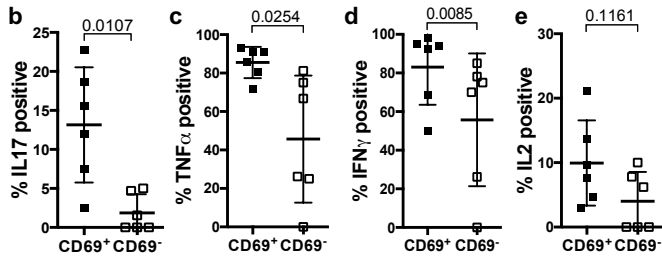 b
0.0107
% IL17 positive
25
20
15
10
5
0
CD69⁺ CD69⁻
c
0.0254
% TNFα positive
100
80
60
40
20
0
CD69⁺ CD69⁻
d
0.0085
% IFNγ positive
100
80
60
40
20
0
CD69⁺ CD69⁻
e
0.1161
% IL2 positive
30
20
10
0
CD69⁺ CD69⁻